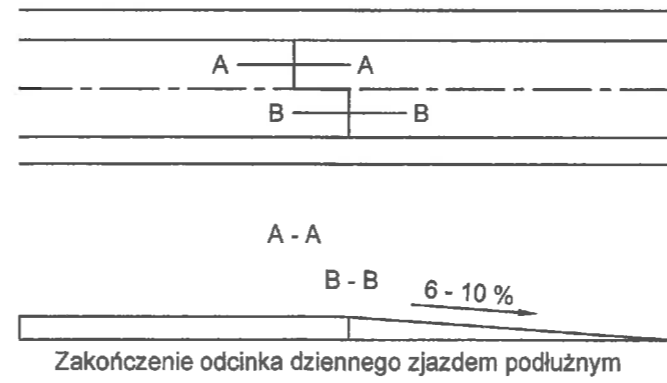 A A
B B
A - A
B - B
6 - 10 %
Zakończenie odcinka dziennego zjazdem podłużnym